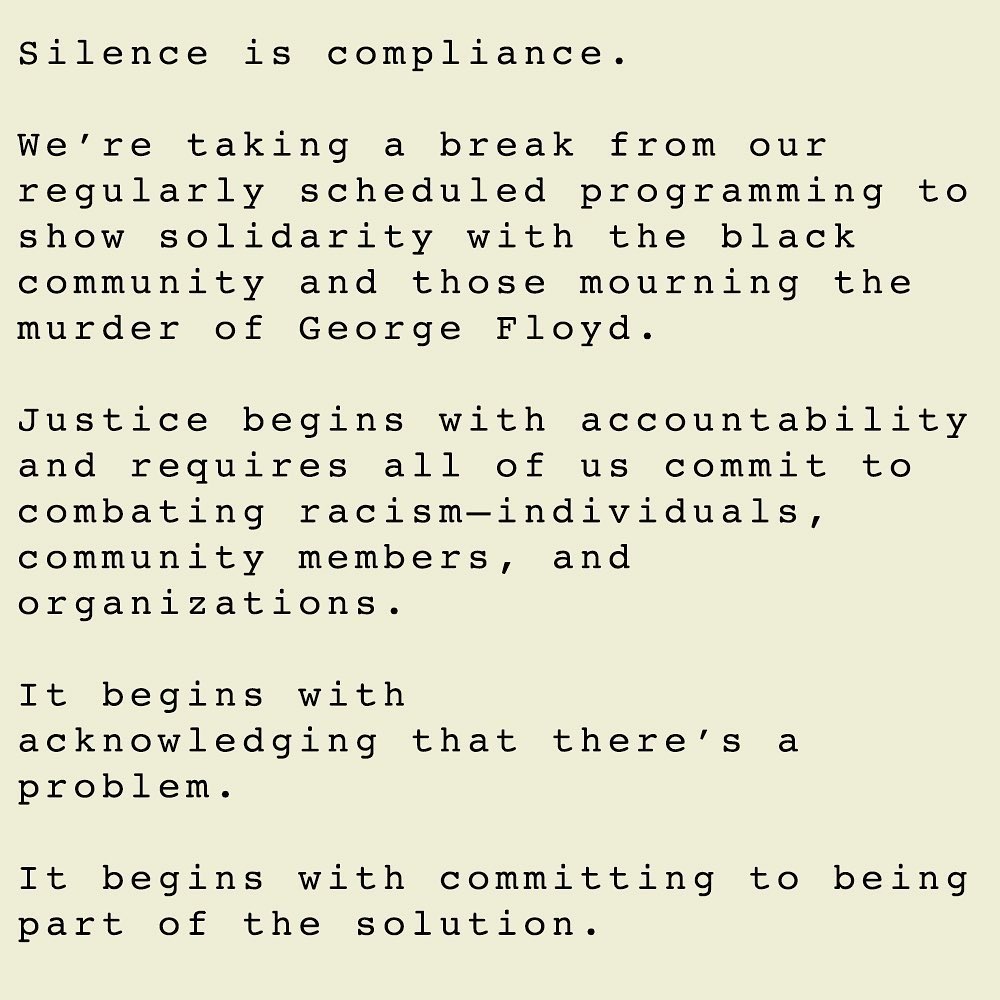 Silence is compliance.
We’re taking a break from our
regularly scheduled programming to
show solidarity with the black
community and those mourning the
murder of George Floyd.
Justice begins with accountability
and requires all of us commit to
combating racism—individuals,
community members, and
organizations.
It begins with
acknowledging that there’s a
problem.
It begins with committing to being
part of the solution.